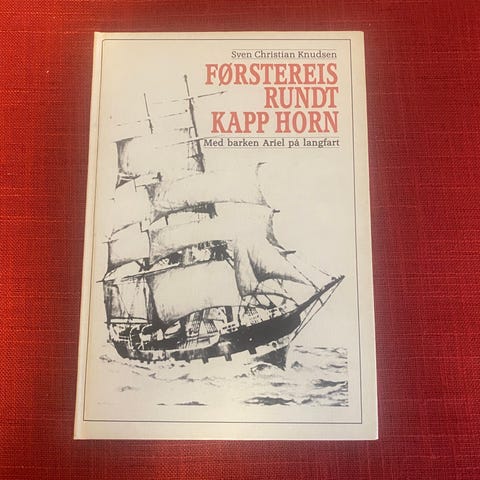 Sven Christian Knudsen
FØRSTEREIS
RUNDT
KAPP HORN
Med barken Ariel på langfart